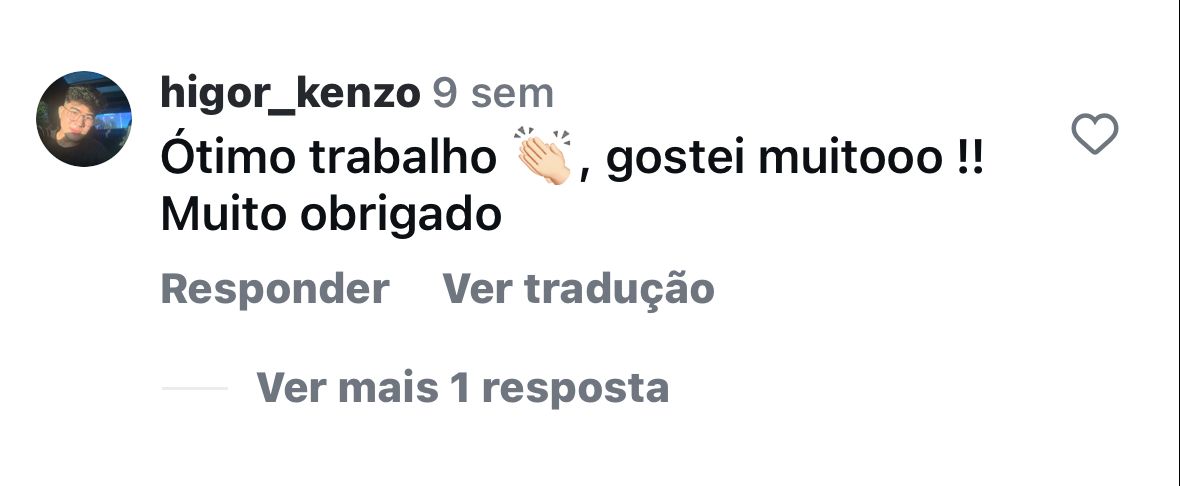 higor_kenzo 9 sem
Ótimo trabalho 👏🏻, gostei muitooo !!
Muito obrigado
Responder Ver tradução
Ver mais 1 resposta